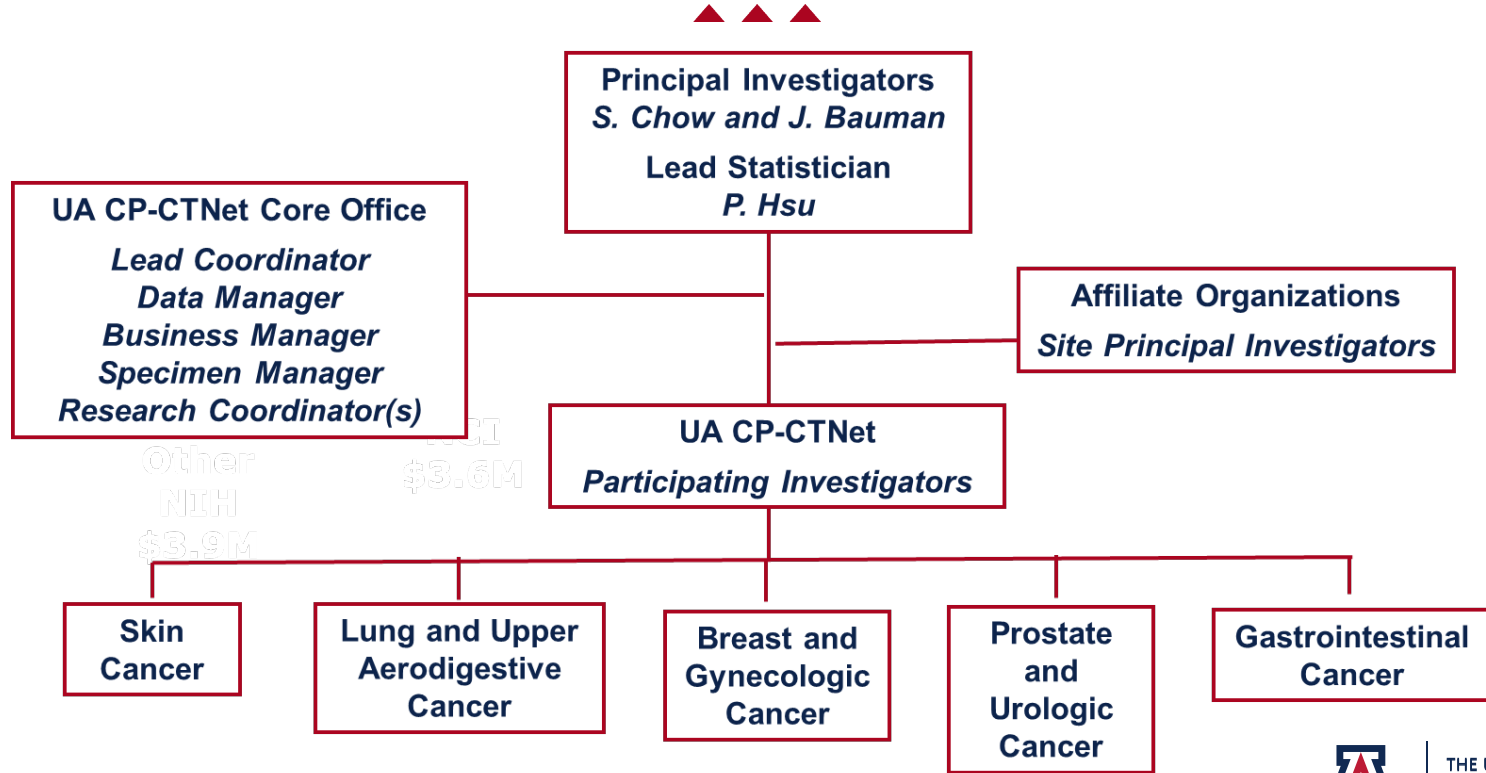 Principal Investigators
S. Chow and J. Bauman
Lead Statistician
P. Hsu
UA CP-CTNet Core Office
Lead Coordinator
Data Manager
Business Manager
Specimen Manager
Research Coordinator(s)
Affiliate Organizations
Site Principal Investigators
UA CP-CTNet
Participating Investigators
$3.6M
Other
NIH
$3.9M
Skin
Cancer
Lung and Upper
Aerodigestive
Cancer
Breast and
Gynecologic
Cancer
Prostate
and
Urologic
Cancer
Gastrointestinal
Cancer
THE